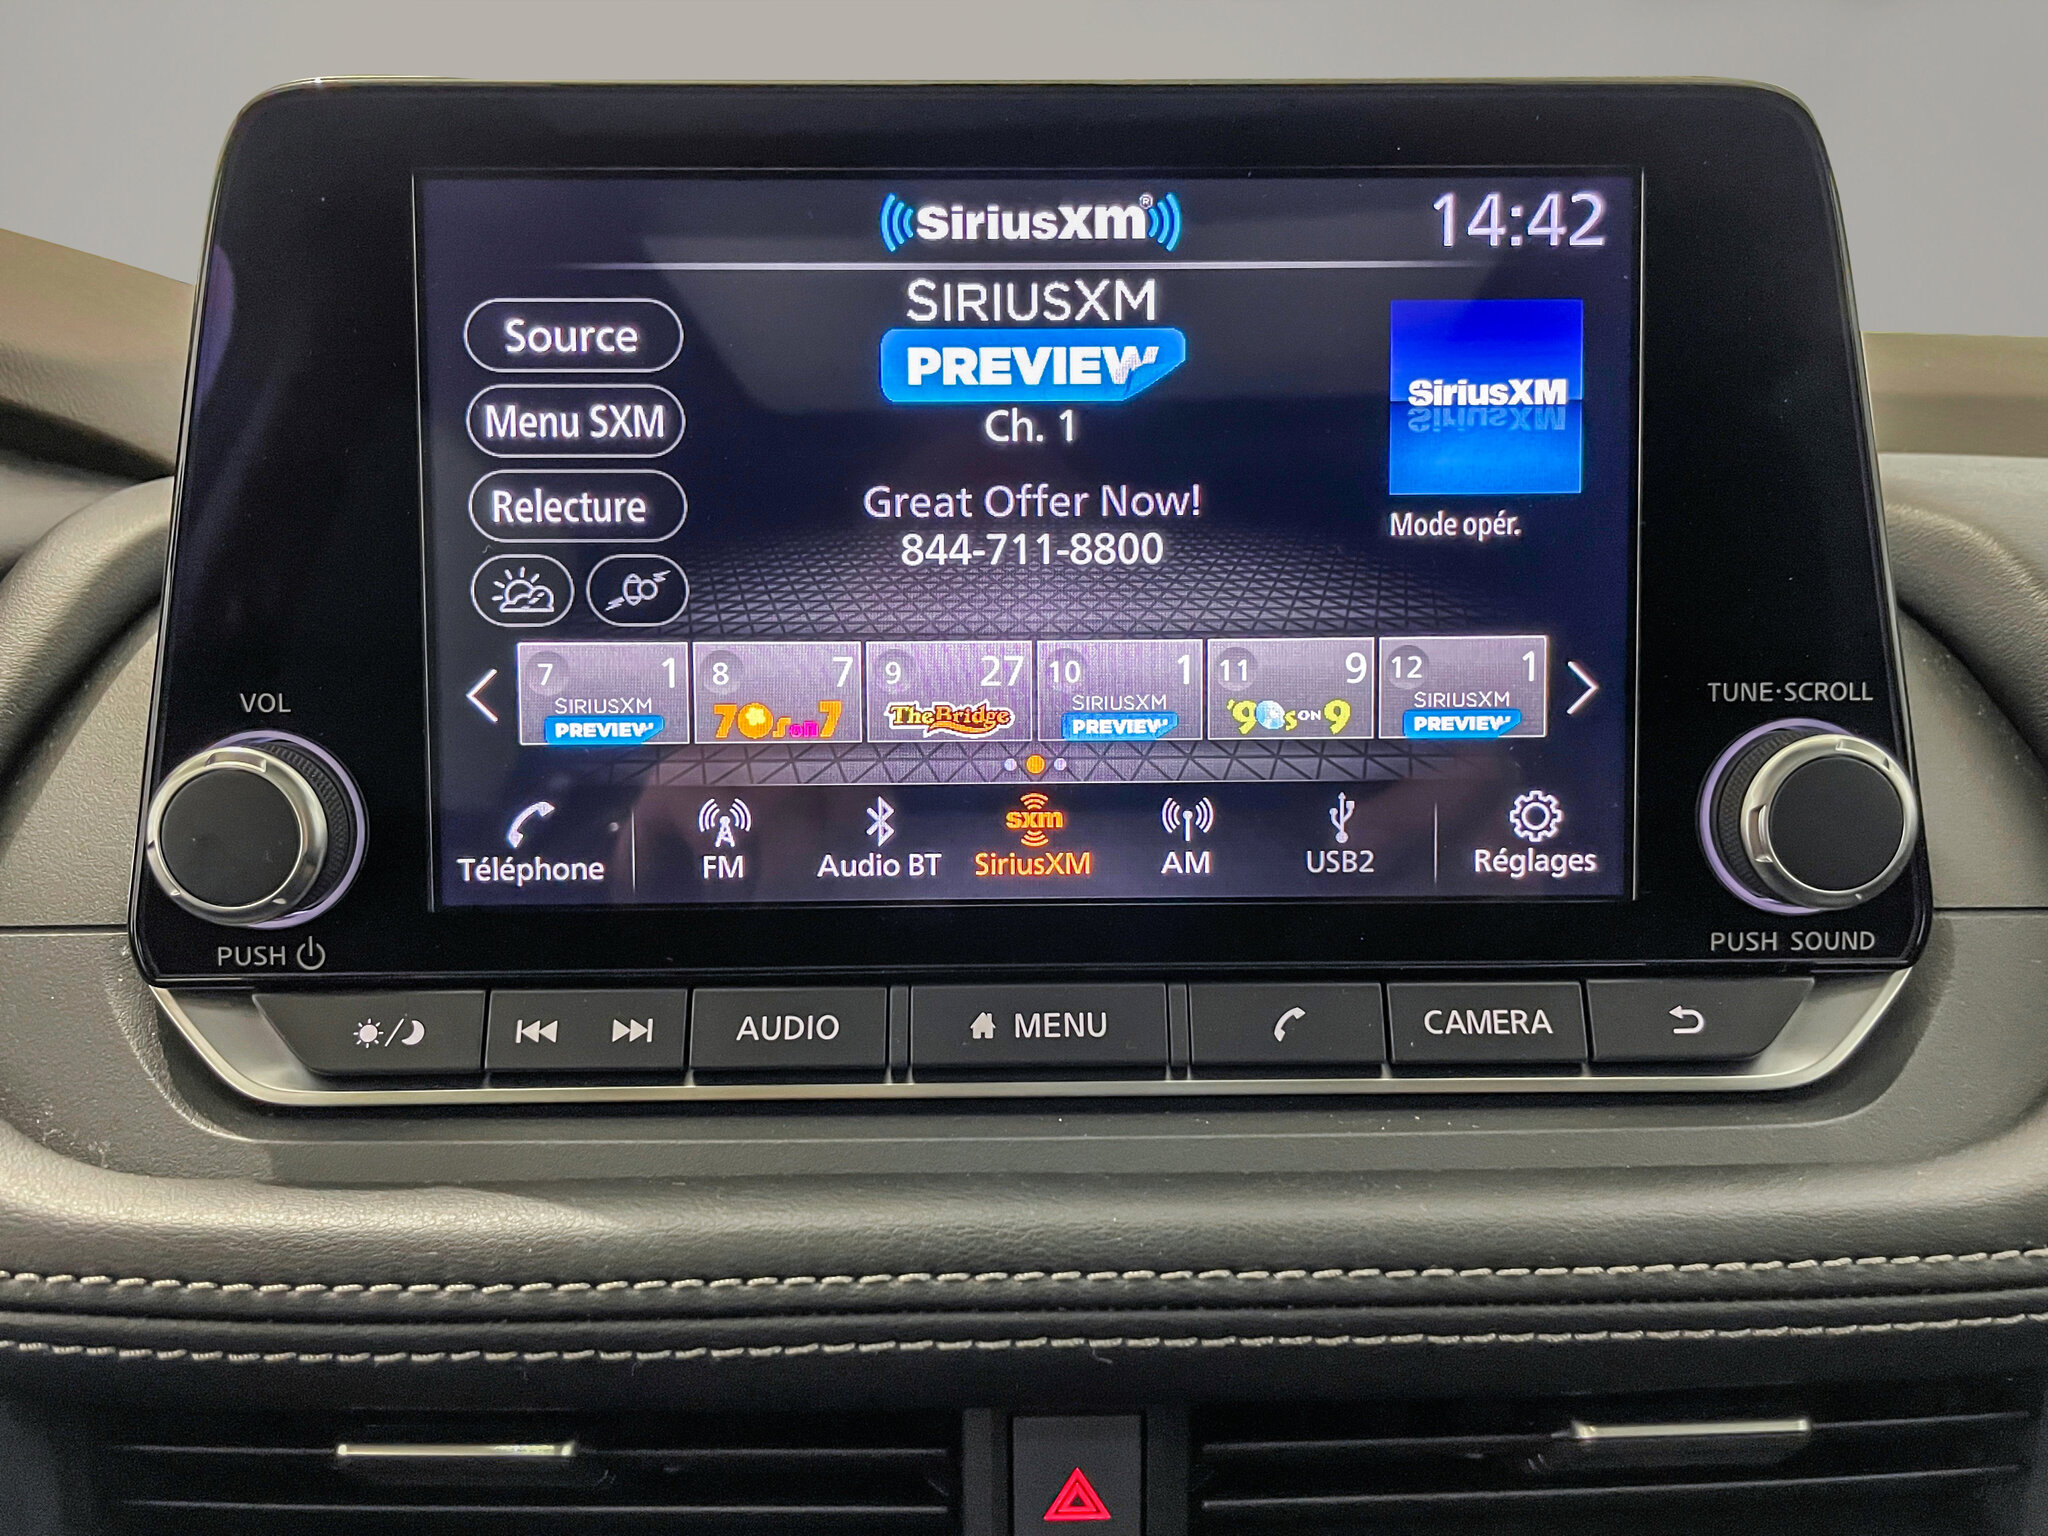 SiriusXm®
14:42
SIRIUSXM
PREVIEW
Ch. 1
Great Offer Now!
844-711-8800
Source
Menu SXM
Relecture
SiriusXM
Mode opér.
7 1
SIRIUSXM
PREVIEW
8 7
70s on 7
9 27
The Bridge
10 1
SIRIUSXM
PREVIEW
11 9
'90s ON 9
12 1
SIRIUSXM
PREVIEW
Téléphone
FM
Audio BT
sxm
SiriusXM
AM
USB2
Réglages
VOL
PUSH
TUNE·SCROLL
PUSH SOUND
AUDIO
MENU
CAMERA